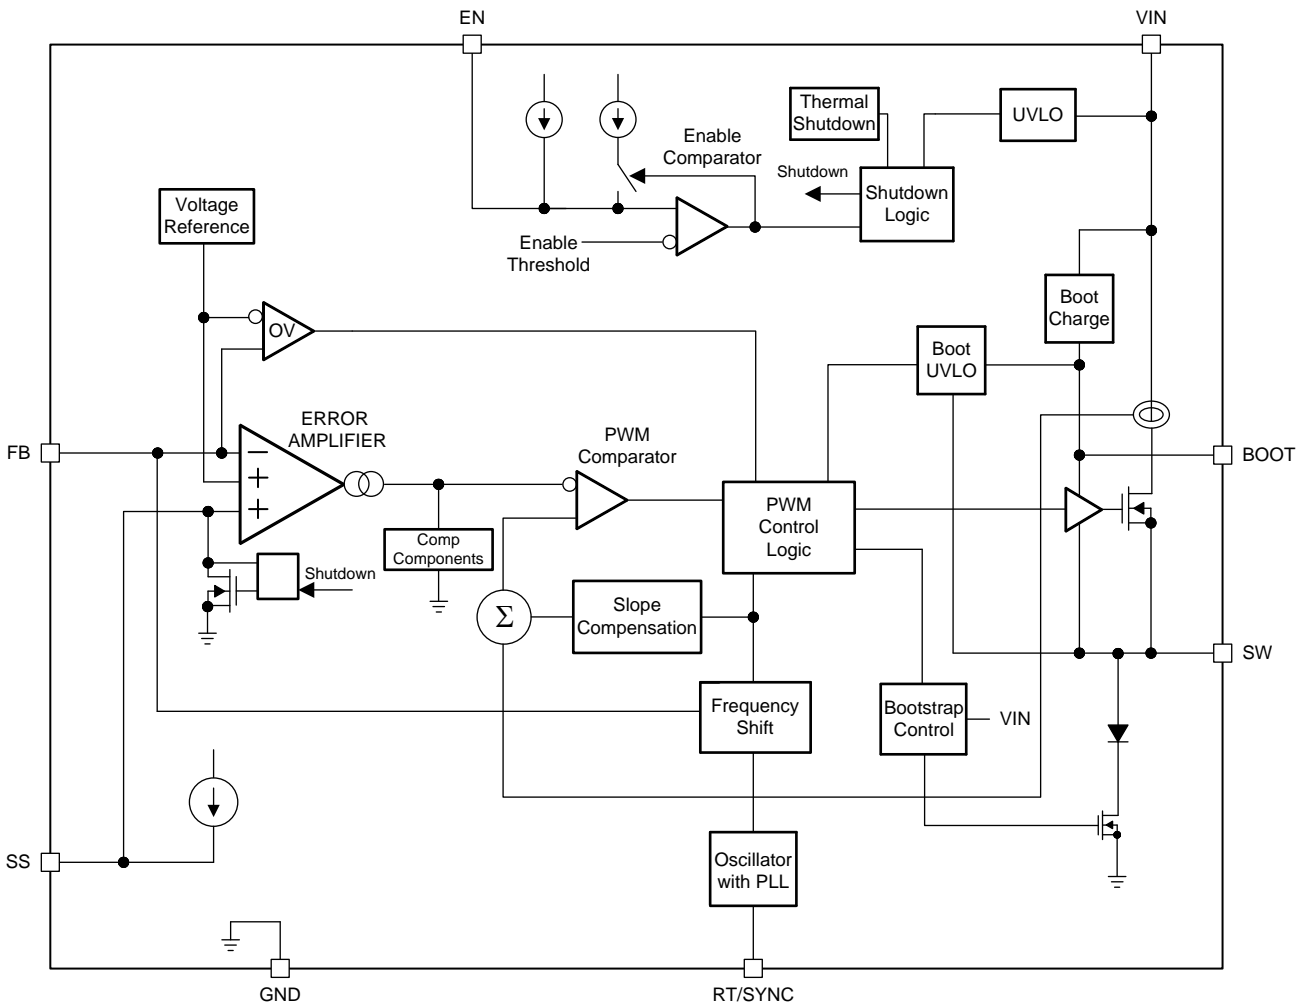 EN
VIN
Thermal
Shutdown
UVLO
Enable
Comparator
Shutdown
Shutdown
Logic
Voltage
Reference
Enable
Threshold
Boot
Charge
OV
Boot
UVLO
ERROR
AMPLIFIER
FB
PWM
Comparator
BOOT
PWM
Control
Logic
Comp
Components
Shutdown
Σ
Slope
Compensation
SW
Frequency
Shift
Bootstrap
Control
VIN
SS
Oscillator
with PLL
GND
RT/SYNC